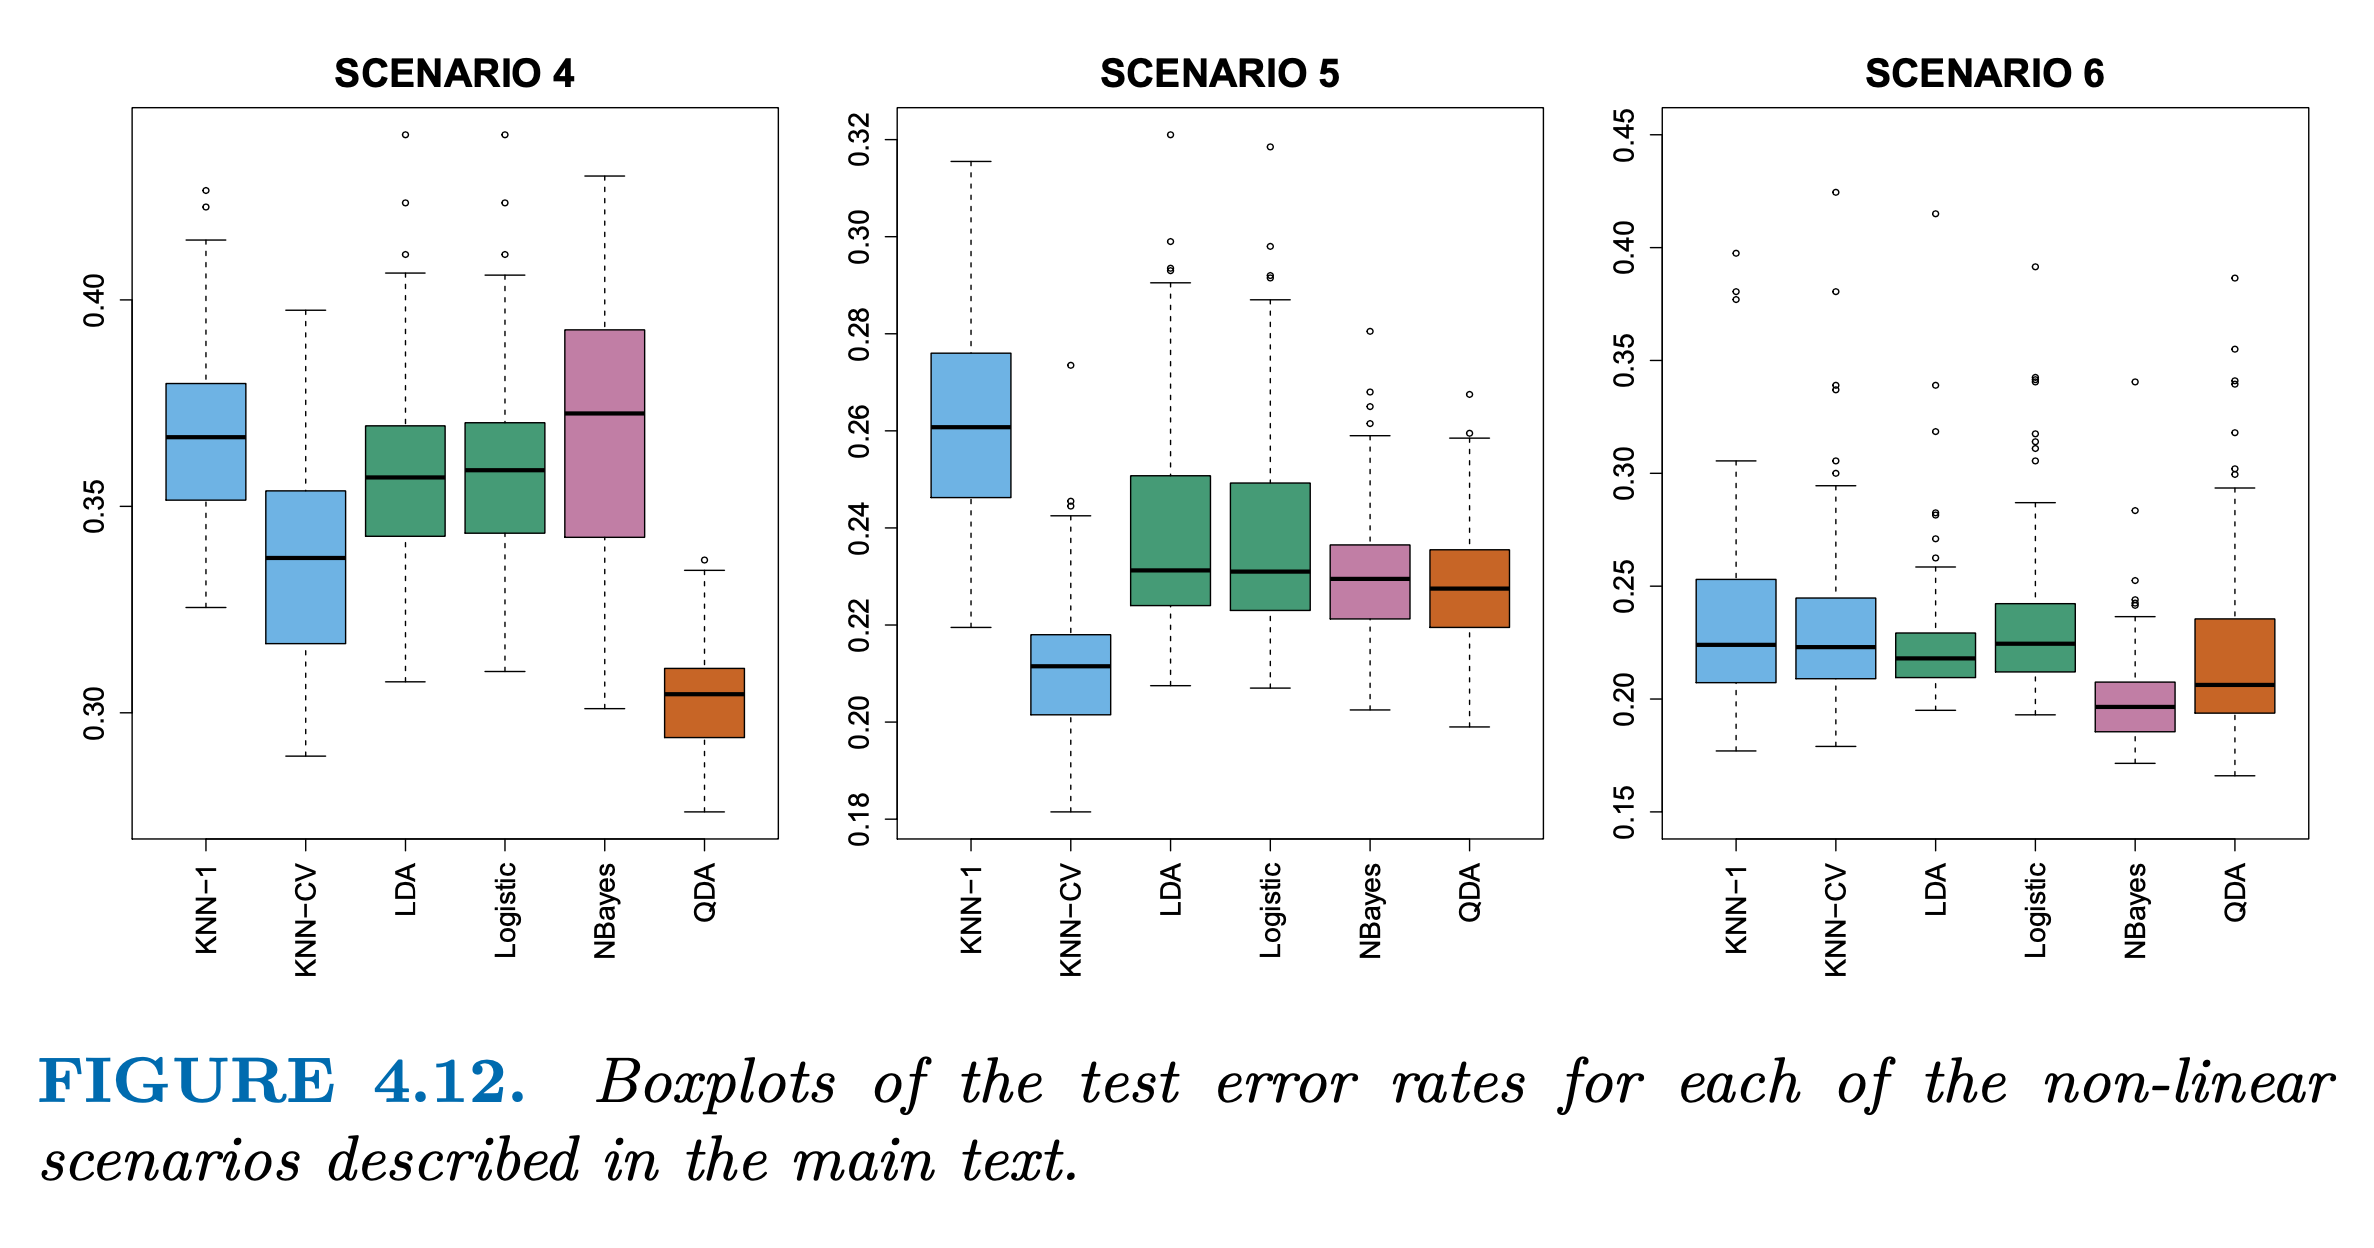 SCENARIO 4
0.30 0.35 0.40
KNN−1 KNN−CV LDA Logistic NBayes QDA
SCENARIO 5
0.18 0.20 0.22 0.24 0.26 0.28 0.30 0.32
KNN−1 KNN−CV LDA Logistic NBayes QDA
SCENARIO 6
0.15 0.20 0.25 0.30 0.35 0.40 0.45
KNN−1 KNN−CV LDA Logistic NBayes QDA
FIGURE 4.12. Boxplots of the test error rates for each of the non-linear
scenarios described in the main text.